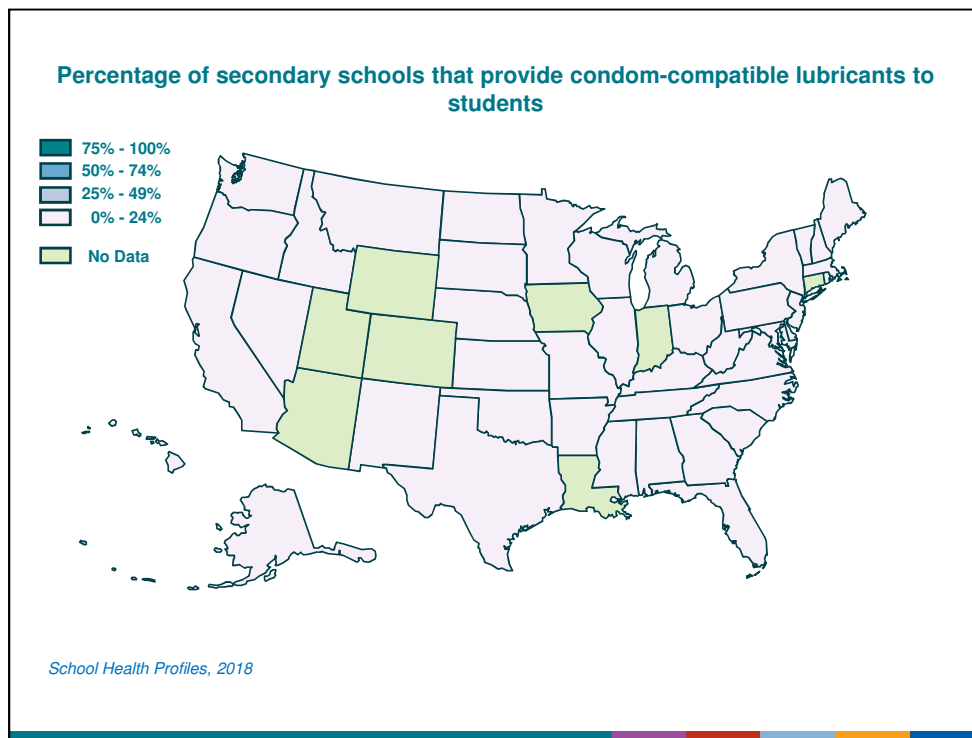 Percentage of secondary schools that provide condom-compatible lubricants to
students
75% - 100%
50% - 74%
25% - 49%
0% - 24%
No Data
School Health Profiles, 2018